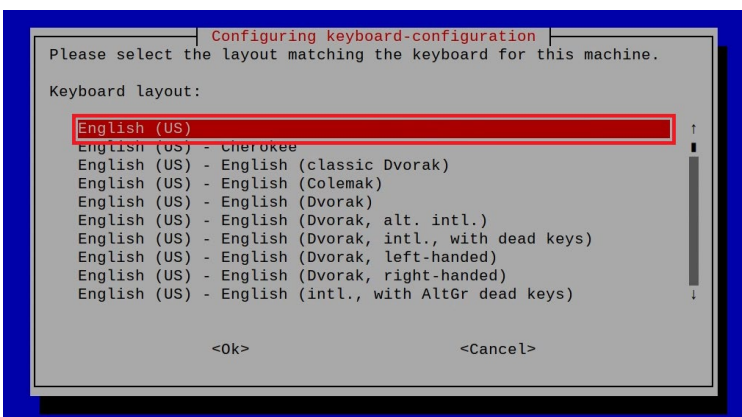 Configuring keyboard-configuration
Please select the layout matching the keyboard for this machine.
Keyboard layout:
English (US)
English (US) - Cherokee
English (US) - English (classic Dvorak)
English (US) - English (Colemak)
English (US) - English (Dvorak)
English (US) - English (Dvorak, alt. intl.)
English (US) - English (Dvorak, intl., with dead keys)
English (US) - English (Dvorak, left-handed)
English (US) - English (Dvorak, right-handed)
English (US) - English (intl., with AltGr dead keys)
<Ok> <Cancel>